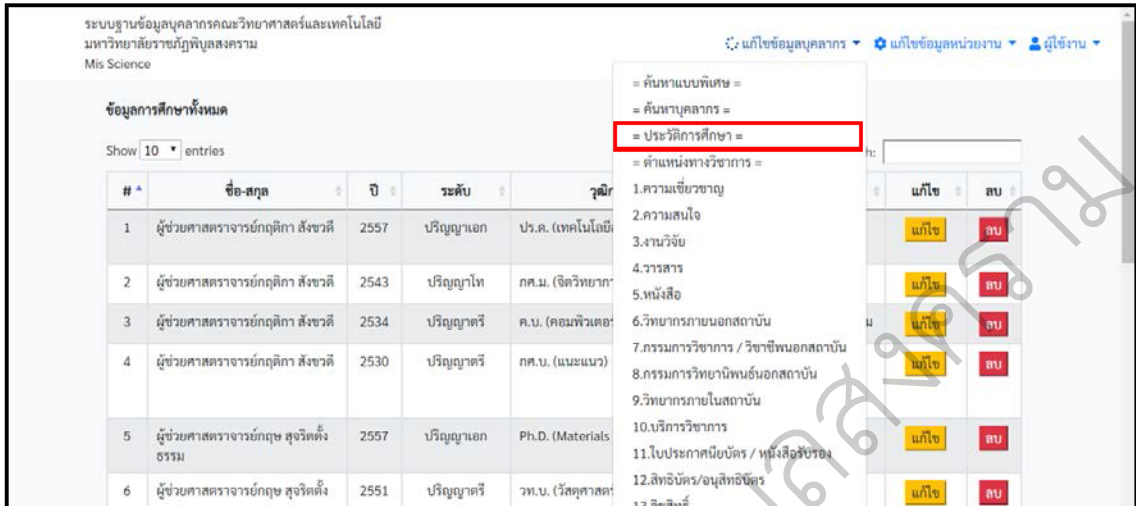 ระบบฐานข้อมูลบุคลากรคณะวิทยาศาสตร์และเทคโนโลยี
มหาวิทยาลัยราชภัฏพิบูลสงคราม
Mis Science
แก้ไขข้อมูลบุคลากร แก้ไขข้อมูลหน่วยงาน ผู้ใช้งาน
= ค้นหาแบบพิเศษ =
= ค้นหาบุคลากร =
= ประวัติการศึกษา =
= ตำแหน่งทางวิชาการ =
1.ความเชี่ยวชาญ
2.ความสนใจ
3.งานวิจัย
4.วารสาร
5.หนังสือ
6.วิทยากรภายนอกสถาบัน
7.กรรมการวิชาการ / วิชาชีพนอกสถาบัน
8.กรรมการวิทยานิพนธ์นอกสถาบัน
9.วิทยากรภายในสถาบัน
10.บริการวิชาการ
11.ใบประกาศนียบัตร / หนังสือรับรอง
12.สิทธิบัตร/อนุสิทธิบัตร
ข้อมูลการศึกษาทั้งหมด
Show 10 entries
# ชื่อ-สกุล ปี ระดับ แก้ไข ลบ
1 ผู้ช่วยศาสตราจารย์กฤติกา สังขวดี 2557 ปริญญาเอก ปร.ด. แก้ไข ลบ
2 ผู้ช่วยศาสตราจารย์กฤติกา สังขวดี 2543 ปริญญาโท กศ.ม. แก้ไข ลบ
3 ผู้ช่วยศาสตราจารย์กฤติกา สังขวดี 2534 ปริญญาตรี ค.บ. แก้ไข ลบ
4 ผู้ช่วยศาสตราจารย์กฤติกา สังขวดี 2530 ปริญญาตรี กศ.บ. (แนะแนว) แก้ไข ลบ
5 ผู้ช่วยศาสตราจารย์กฤษ สุจริตตั้งธรรม 2557 ปริญญาเอก Ph.D. (Materials แก้ไข ลบ
6 ผู้ช่วยศาสตราจารย์กฤษ สุจริตตั้ง 2551 ปริญญาตรี วท.บ. แก้ไข ลบ